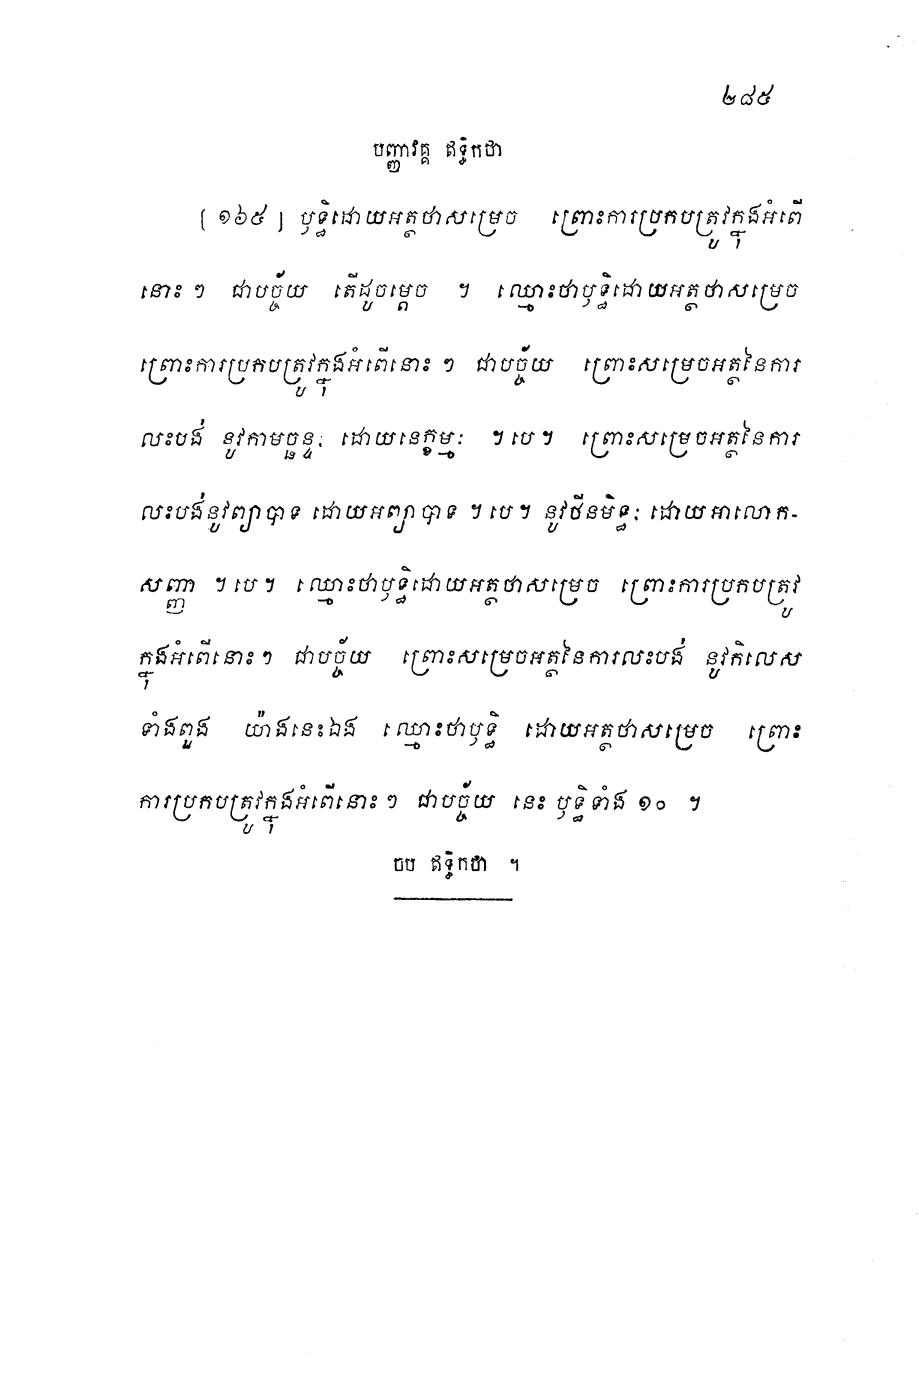 ២៨៥
បញ្ញាវគ្គ ឥទ្ធិកថា
[ ១៦៥ ] ឫទ្ធិដោយអត្ថថាសម្រេច ព្រោះការប្រកបត្រូវក្នុងអំពើ
នោះ ៗ ជាបច្ច័យ តើដូចម្តេច ។ ឈ្មោះថាឫទ្ធិដោយអត្ថថាសម្រេច
ព្រោះការប្រកបត្រូវក្នុងអំពើនោះ ៗ ជាបច្ច័យ ព្រោះសម្រេចអត្ថនៃការ
លះបង់ នូវកាមច្ឆន្ទៈ ដោយនេក្ខម្មៈ ។ បេ ។ ព្រោះសម្រេចអត្ថនៃការ
លះបង់នូវព្យាបាទ ដោយអព្យាបាទ ។ បេ ។ នូវថីនមិទ្ធៈ ដោយអាលោក-
សញ្ញា ។ បេ ។ ឈ្មោះថាឫទ្ធិដោយអត្ថថាសម្រេច ព្រោះការប្រកបត្រូវ
ក្នុងអំពើនោះ ៗ ជាបច្ច័យ ព្រោះសម្រេចអត្ថនៃការលះបង់ នូវកិលេស
ទាំងពួង យ៉ាងនេះឯង ឈ្មោះថាឫទ្ធិ ដោយអត្ថថាសម្រេច ព្រោះ
ការប្រកបត្រូវក្នុងអំពើនោះ ៗ ជាបច្ច័យ នេះ ឫទ្ធិទាំង ១០ ។
ចប ឥទ្ធិកថា ។